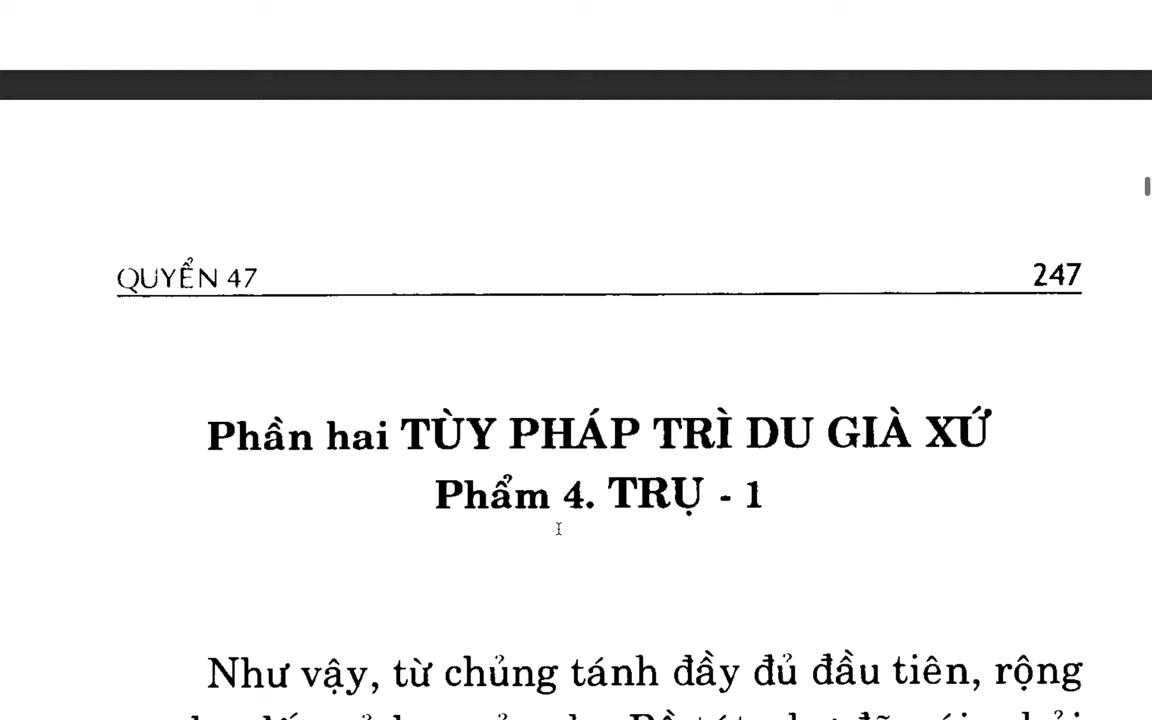 QUYỂN 47 247
Phần hai TÙY PHÁP TRÌ DU GIÀ XỨ
Phẩm 4. TRỤ - 1
Như vậy, từ chủng tánh đầy đủ đầu tiên, rộng